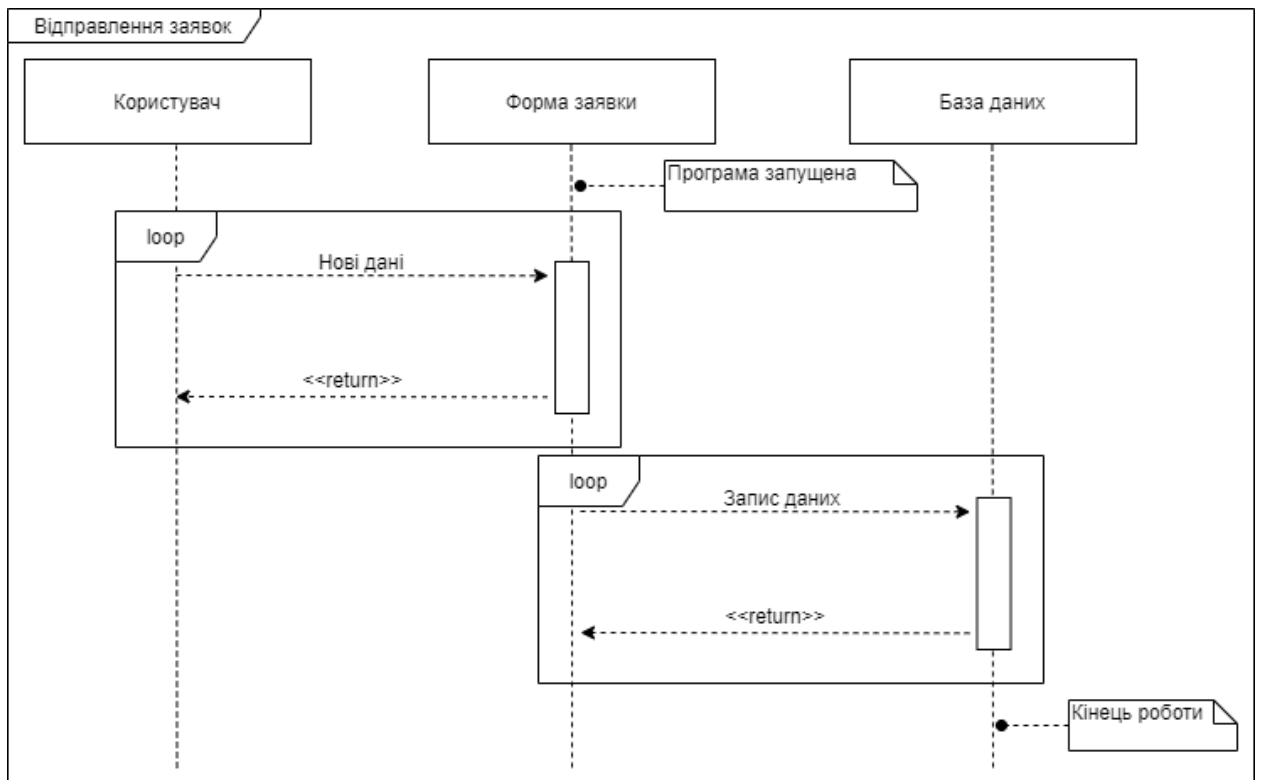 Відправлення заявок
Користувач
Форма заявки
База даних
Програма запущена
loop
Нові дані
<<return>>
loop
Запис даних
<<return>>
Кінець роботи